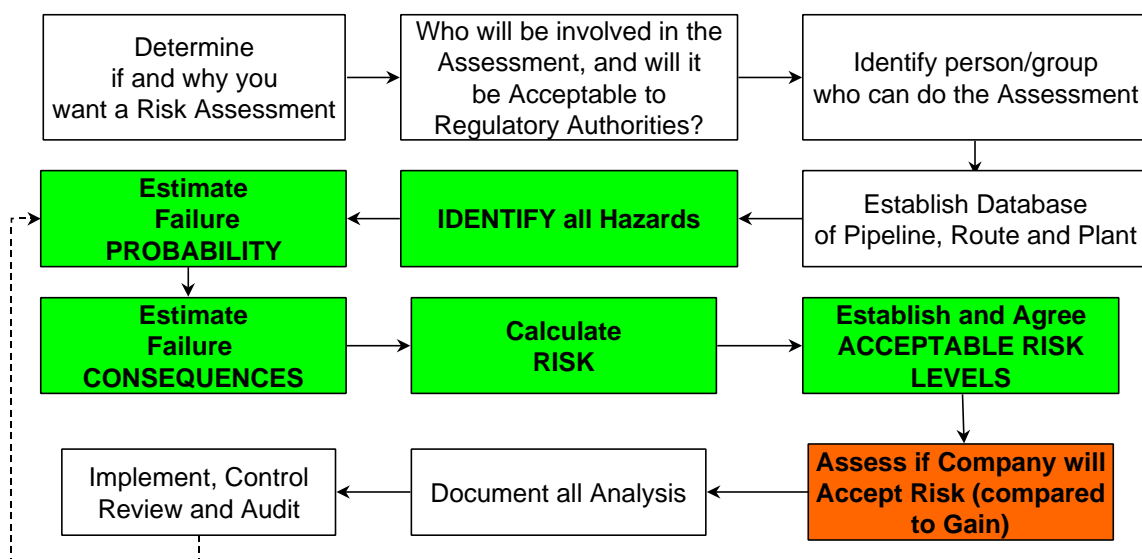 Determine
if and why you
want a Risk Assessment
Who will be involved in the
Assessment, and will it
be Acceptable to
Regulatory Authorities?
Identify person/group
who can do the Assessment
Estimate
Failure
PROBABILITY
IDENTIFY all Hazards
Establish Database
of Pipeline, Route and Plant
Estimate
Failure
CONSEQUENCES
Calculate
RISK
Establish and Agree
ACCEPTABLE RISK
LEVELS
Implement, Control
Review and Audit
Document all Analysis
Assess if Company will
Accept Risk (compared
to Gain)